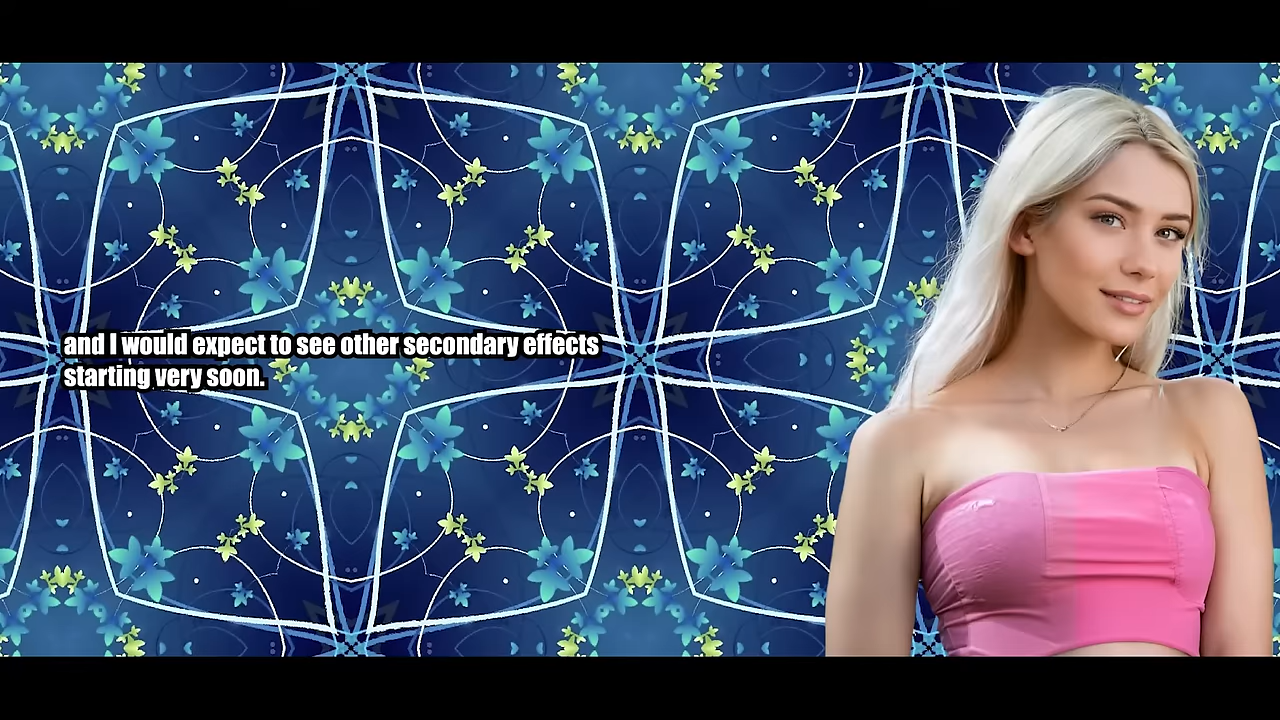 and I would expect to see other secondary effects
starting very soon.